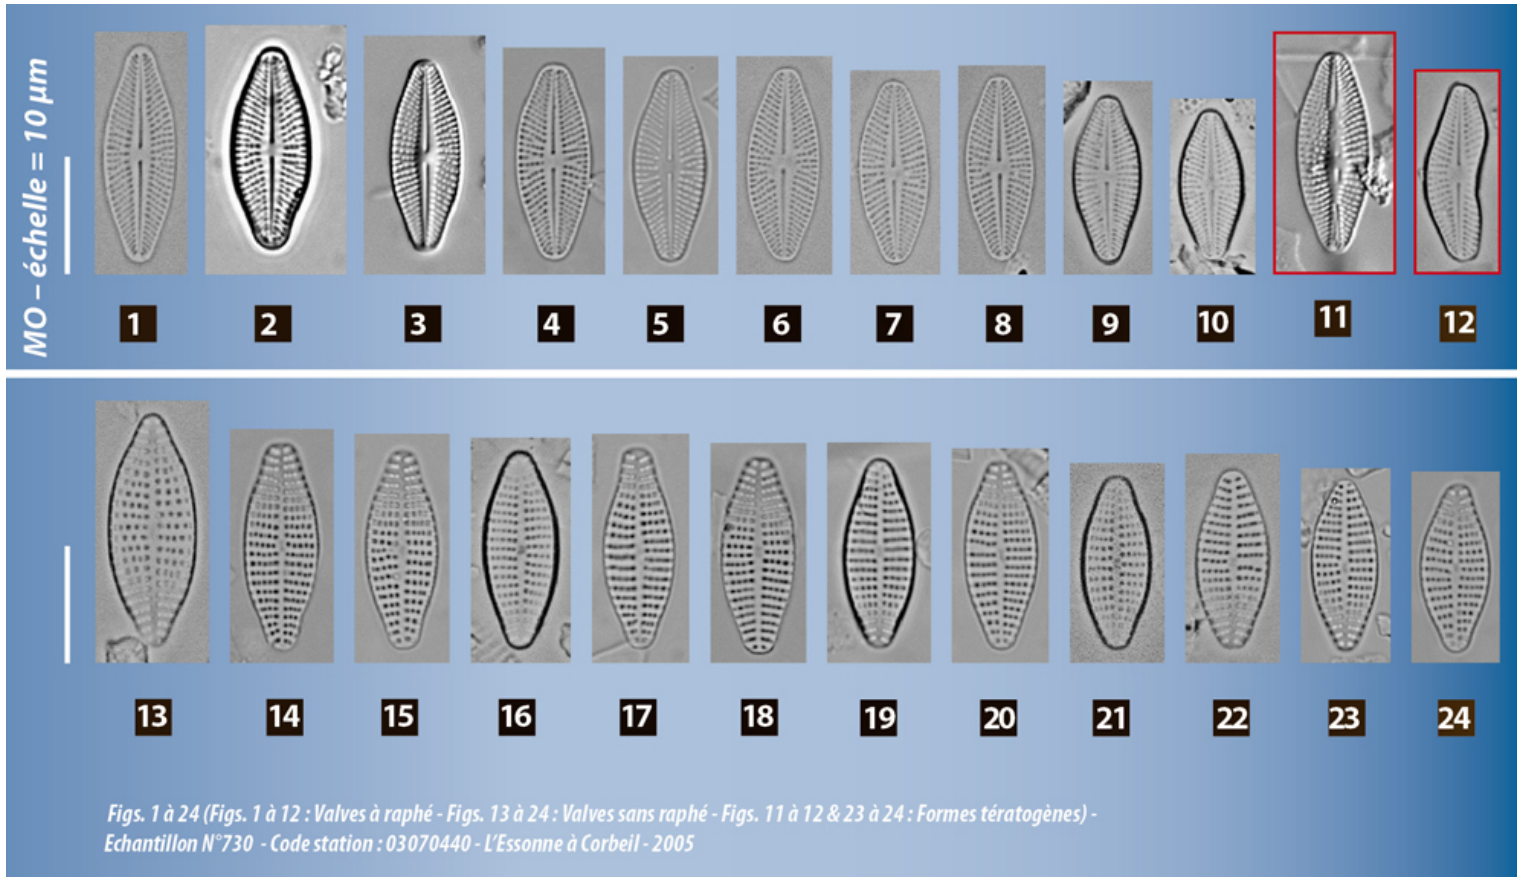 MO – échelle = 10 µm
1 2 3 4 5 6 7 8 9 10 11 12
13 14 15 16 17 18 19 20 21 22 23 24
Figs. 1 à 24 (Figs. 1 à 12 : Valves à raphé - Figs. 13 à 24 : Valves sans raphé - Figs. 11 à 12 & 23 à 24 : Formes tératogènes) -
Echantillon N°730 - Code station : 03070440 - L'Essonne à Corbeil - 2005